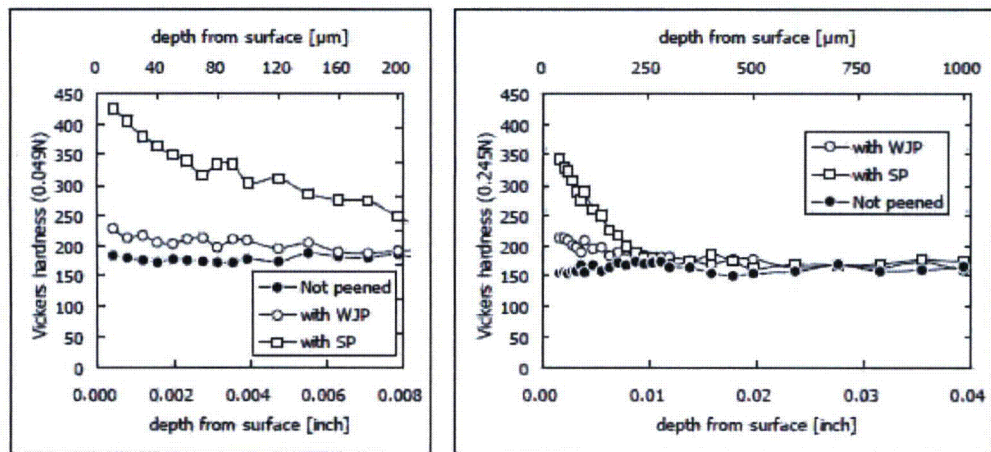 depth from surface [µm]
0 40 80 120 160 200
450
400
350
300
250
200
150
100
50
0
Vickers hardness (0.049N)
Not peened
with WJP
with SP
0.000 0.002 0.004 0.006 0.008
depth from surface [inch]
depth from surface [µm]
0 250 500 750 1000
450
400
350
300
250
200
150
100
50
0
Vickers hardness (0.245N)
with WJP
with SP
Not peened
0.00 0.01 0.02 0.03 0.04
depth from surface [inch]